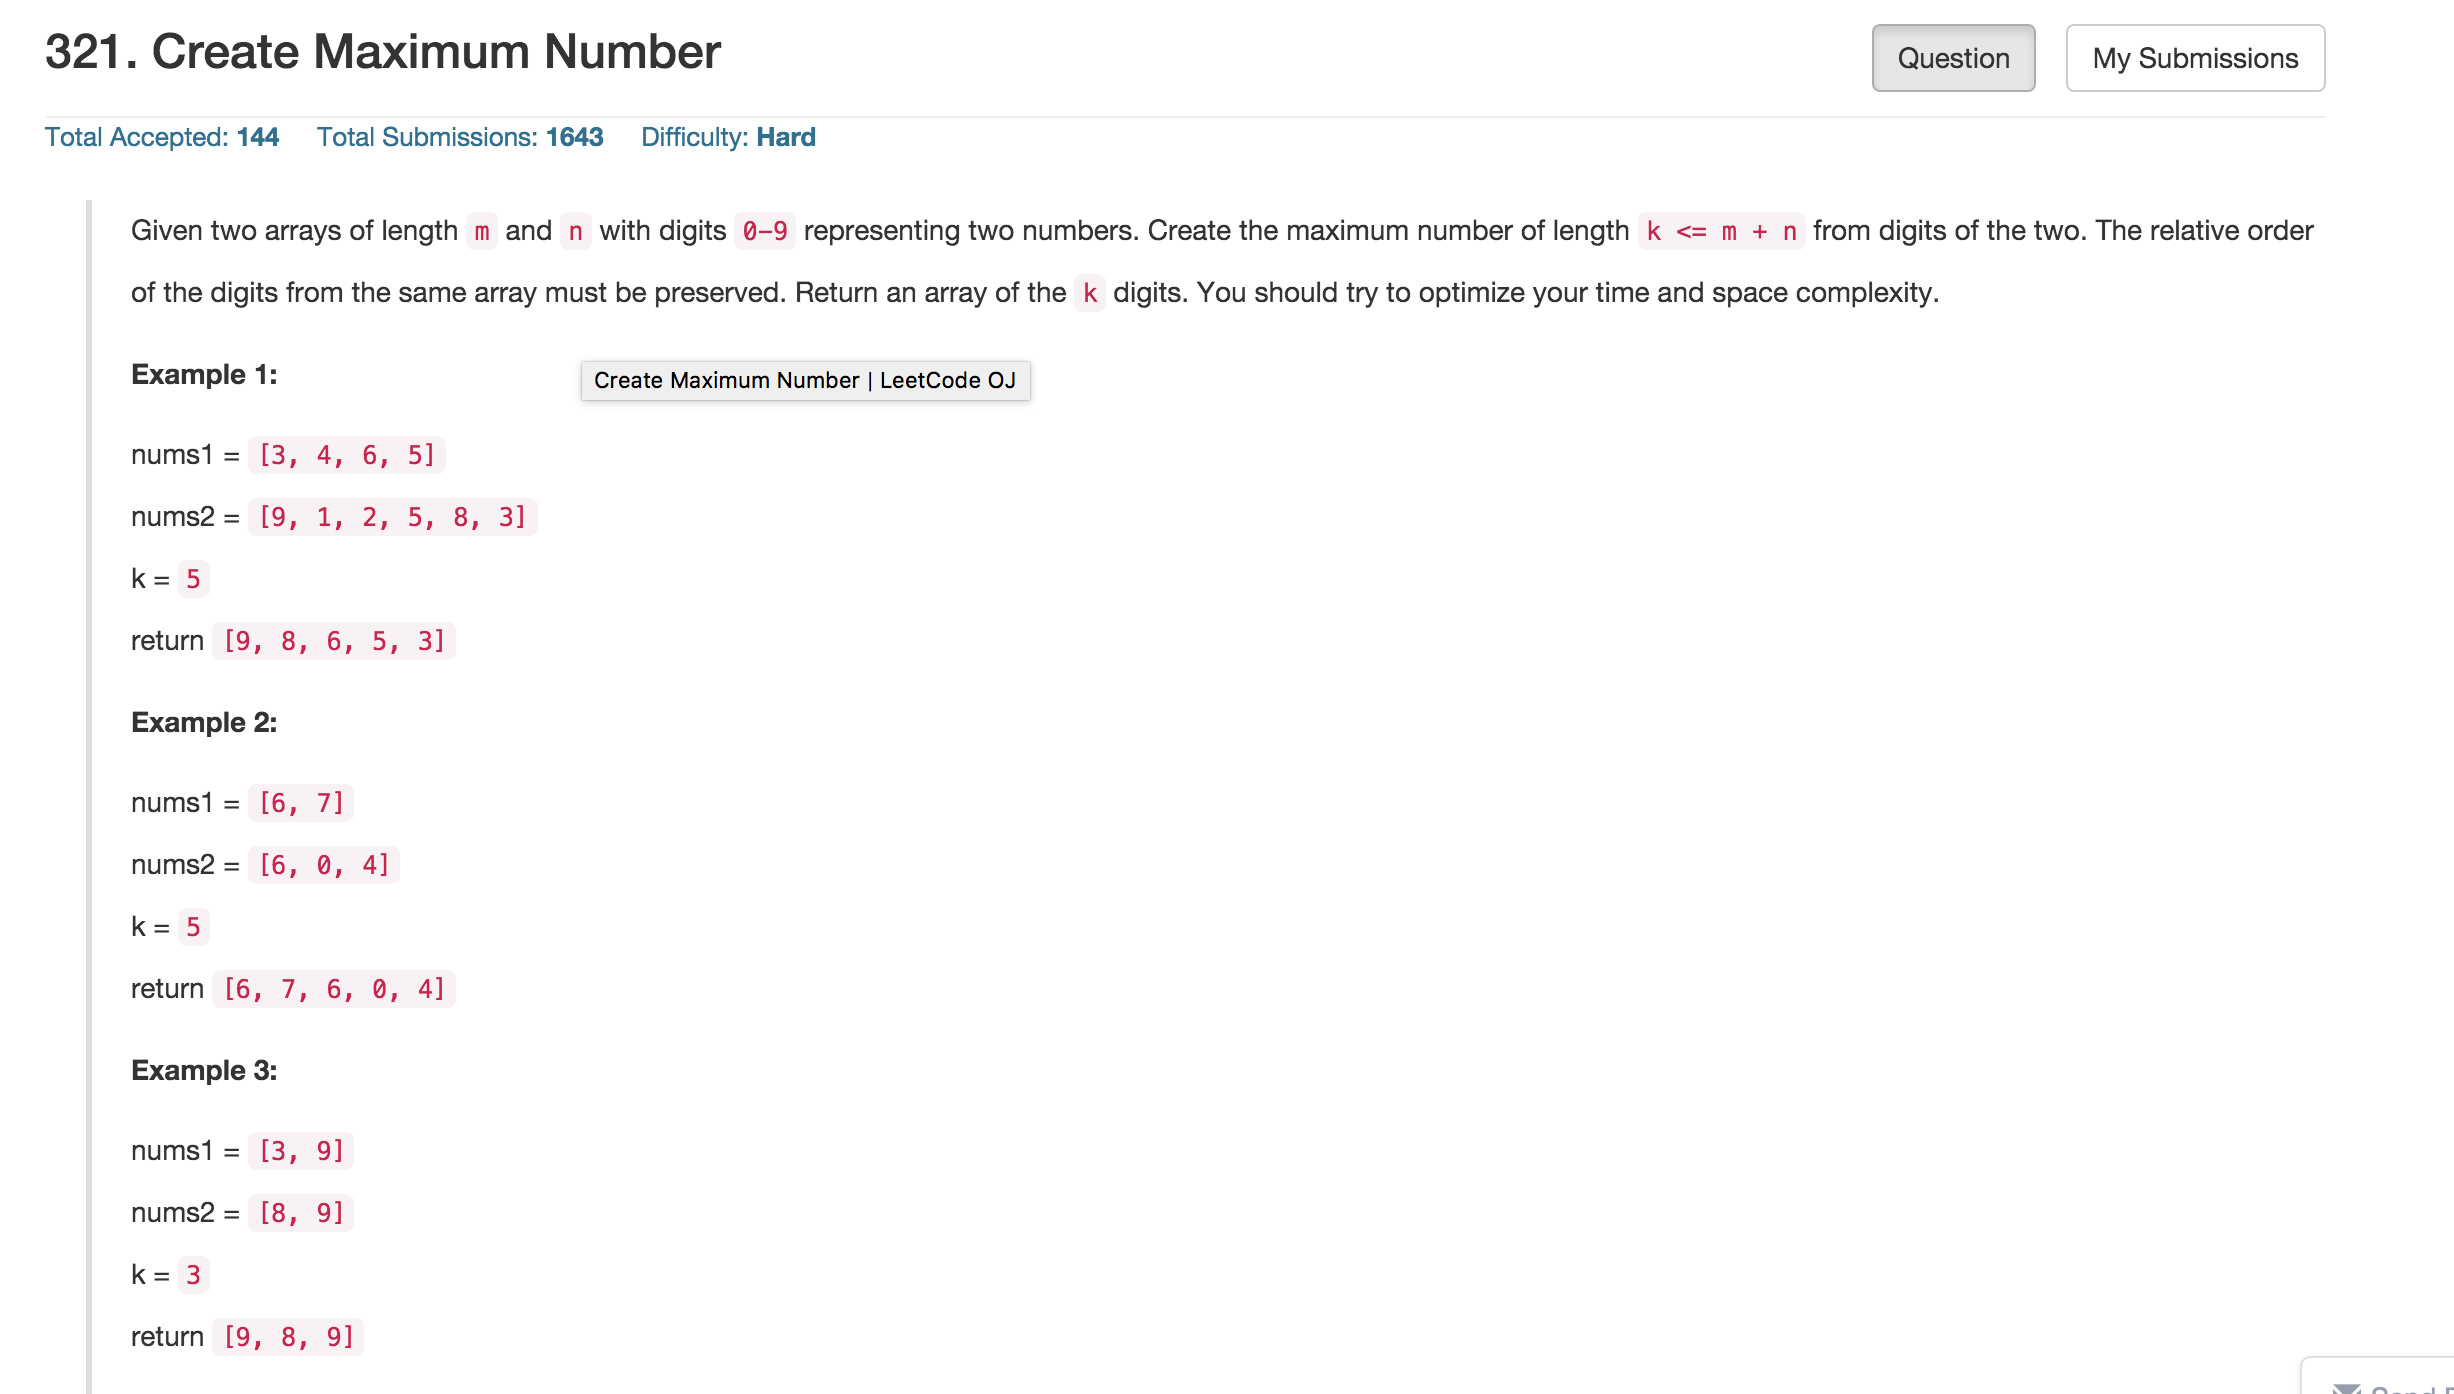 321. Create Maximum Number
Question
My Submissions
Total Accepted: 144 Total Submissions: 1643 Difficulty: Hard
Given two arrays of length m and n with digits 0-9 representing two numbers. Create the maximum number of length k <= m + n from digits of the two. The relative order
of the digits from the same array must be preserved. Return an array of the k digits. You should try to optimize your time and space complexity.
Example 1:
Create Maximum Number | LeetCode OJ
nums1 = [3, 4, 6, 5]
nums2 = [9, 1, 2, 5, 8, 3]
k = 5
return [9, 8, 6, 5, 3]
Example 2:
nums1 = [6, 7]
nums2 = [6, 0, 4]
k = 5
return [6, 7, 6, 0, 4]
Example 3:
nums1 = [3, 9]
nums2 = [8, 9]
k = 3
return [9, 8, 9]